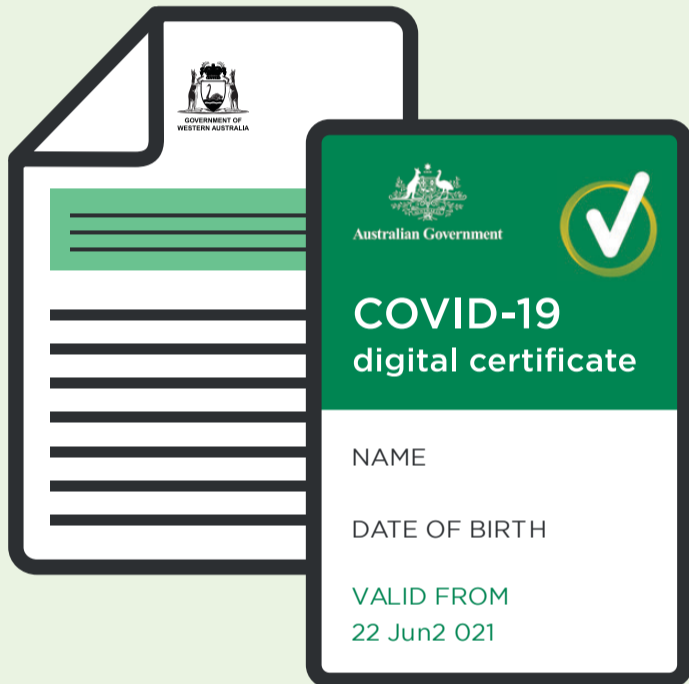 GOVERNMENT OF
WESTERN AUSTRALIA
Australian Government
COVID-19
digital certificate
NAME
DATE OF BIRTH
VALID FROM
22 Jun2 021